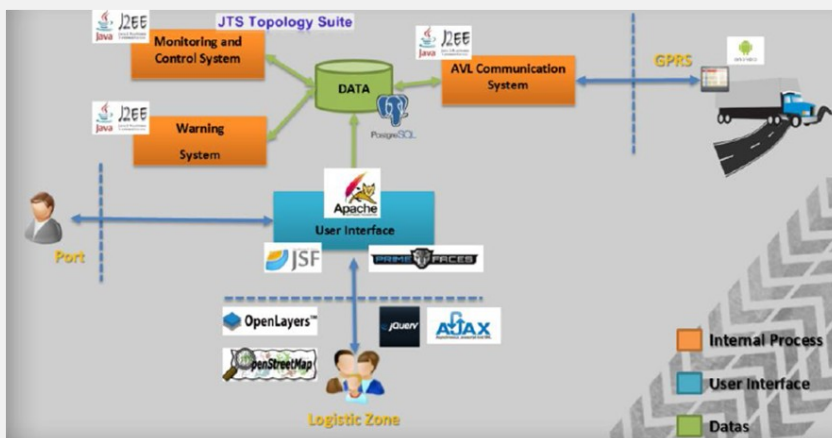 JTS Topology Suite
Java J2EE
Monitoring and
Control System
Java J2EE
AVL Communication
System
GPRS
DATA
PostgreSQL
Java J2EE
Warning
System
Apache
User Interface
Port
JSF
PRIME FACES
OpenLayers™
jQuery
AJAX
OpenStreetMap
Logistic Zone
Internal Process
User Interface
Datas